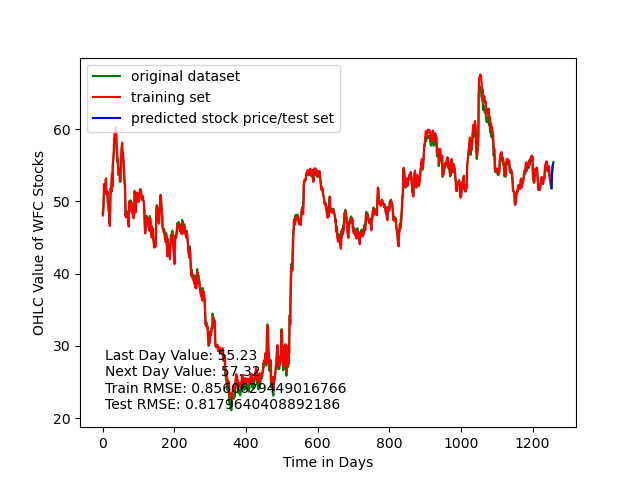 original dataset
training set
predicted stock price/test set
OHLC Value of WFC Stocks
60
50
40
30
20
Last Day Value: 55.23
Next Day Value: 57.32
Train RMSE: 0.8560629449016766
Test RMSE: 0.8179640408892186
0
200
400
600
800
1000
1200
Time in Days